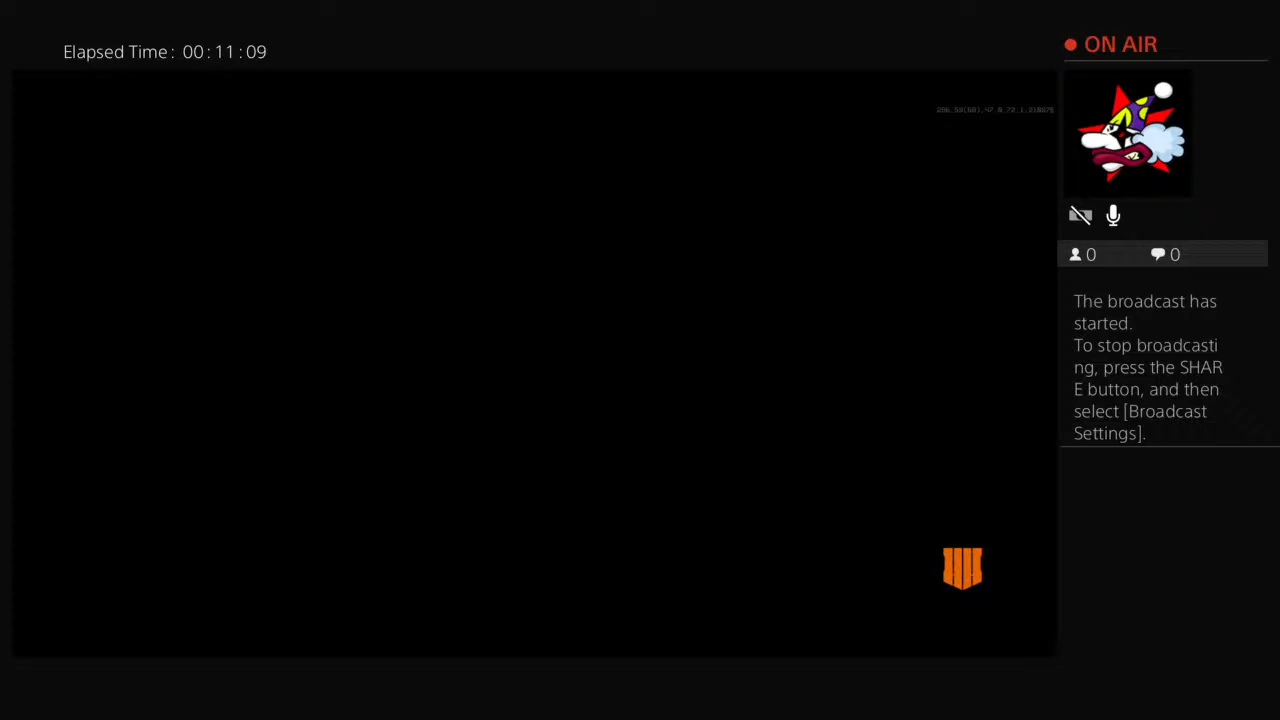 Elapsed Time: 00:11:09
ON AIR
0 0
The broadcast has
started.
To stop broadcasti
ng, press the SHAR
E button, and then
select [Broadcast
Settings].